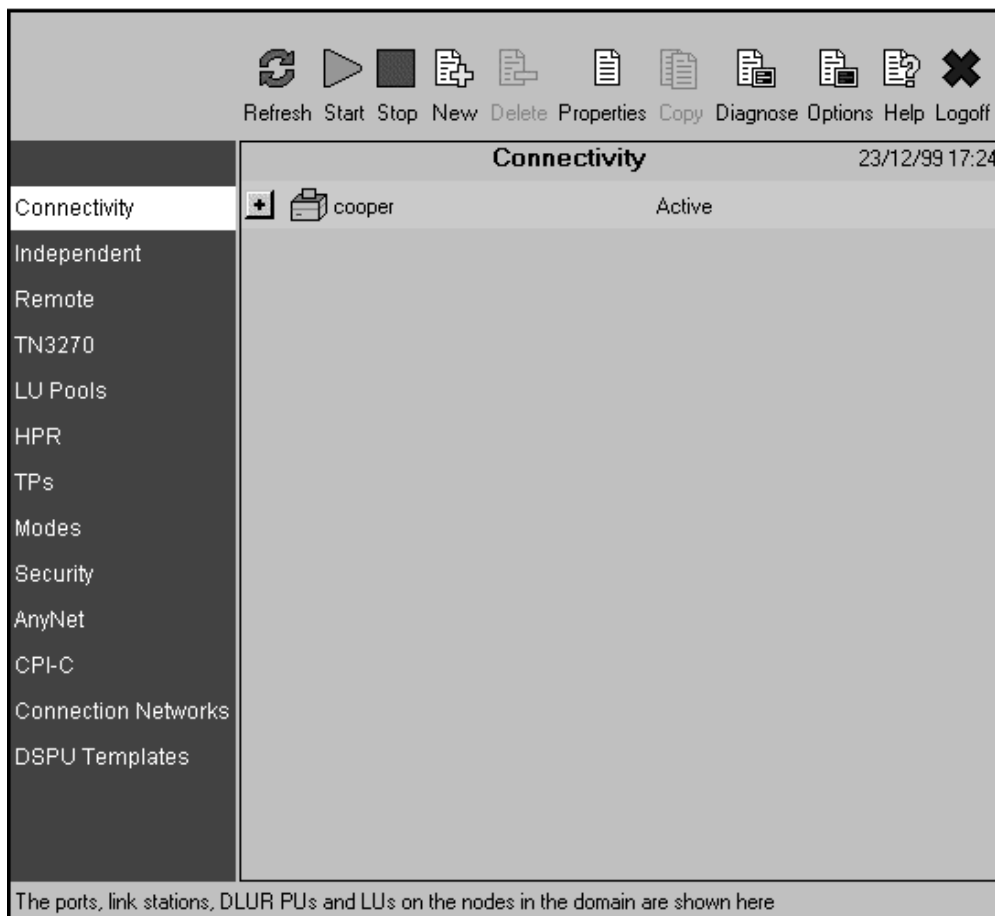 Refresh Start Stop New Delete Properties Copy Diagnose Options Help Logoff
Connectivity 23/12/99 17:24
Connectivity
cooper Active
Independent
Remote
TN3270
LU Pools
HPR
TPs
Modes
Security
AnyNet
CPI-C
Connection Networks
DSPU Templates
The ports, link stations, DLUR PUs and LUs on the nodes in the domain are shown here